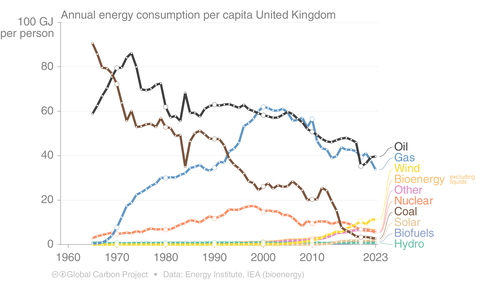 Annual energy consumption per capita United Kingdom
100 GJ
per person
80
60
40
20
0
1960
1970
1980
1990
2000
2010
2023
Oil
Gas
Wind
Bioenergy excluding liquids
Other
Nuclear
Coal
Solar
Biofuels
Hydro
Global Carbon Project • Data: Energy Institute, IEA (bioenergy)